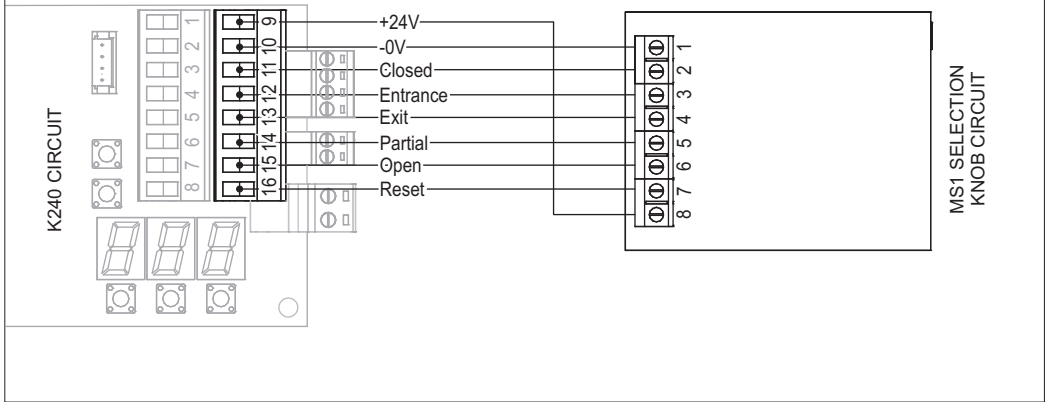 K240 CIRCUIT
1
2
3
4
5
6
7
8
9
10
11
12
13
14
15
16
+24V
-0V
Closed
Entrance
Exit
Partial
Open
Reset
1
2
3
4
5
6
7
8
MS1 SELECTION
KNOB CIRCUIT